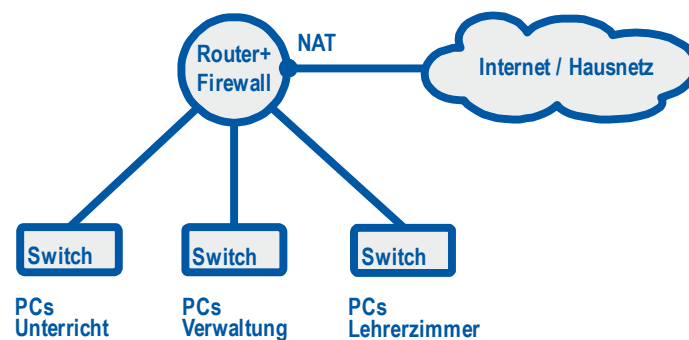 NAT
Router+
Firewall
Internet / Hausnetz
Switch
Switch
Switch
PCs
Unterricht
PCs
Verwaltung
PCs
Lehrerzimmer